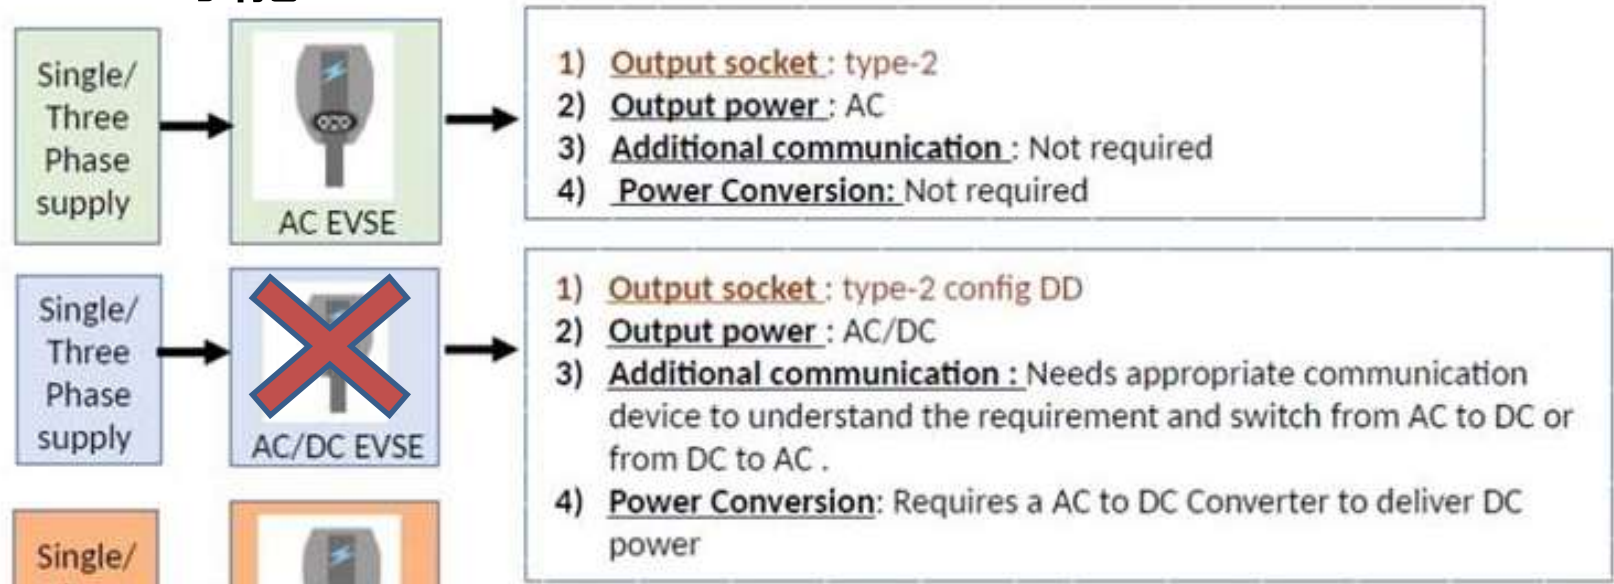 Single/
Three
Phase
supply
AC EVSE
1) Output socket : type-2
2) Output power : AC
3) Additional communication : Not required
4) Power Conversion: Not required
Single/
Three
Phase
supply
AC/DC EVSE
1) Output socket : type-2 config DD
2) Output power : AC/DC
3) Additional communication : Needs appropriate communication
device to understand the requirement and switch from AC to DC or
from DC to AC .
4) Power Conversion: Requires a AC to DC Converter to deliver DC
power
Single/